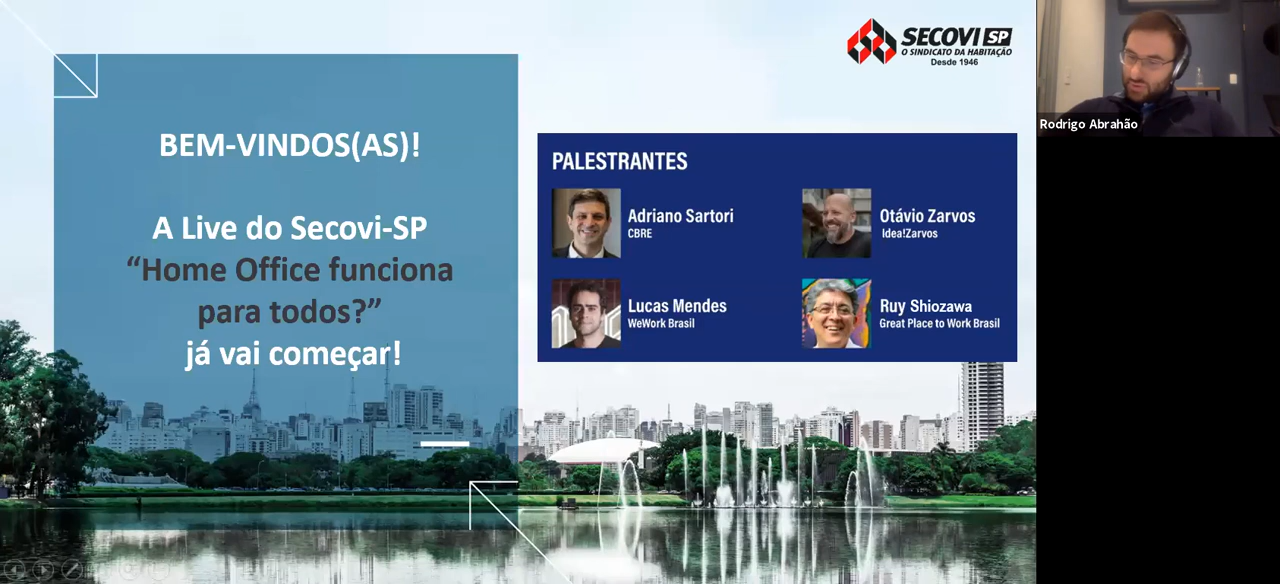 BEM-VINDOS(AS)!
A Live do Secovi-SP
“Home Office funciona
para todos?”
já vai começar!
SECOVI SP
O SINDICATO DA HABITAÇÃO
Desde 1946
PALESTRANTES
Adriano Sartori
CBRE
Otávio Zarvos
Idea!Zarvos
Lucas Mendes
WeWork Brasil
Ruy Shiozawa
Great Place to Work Brasil
Rodrigo Abrahão